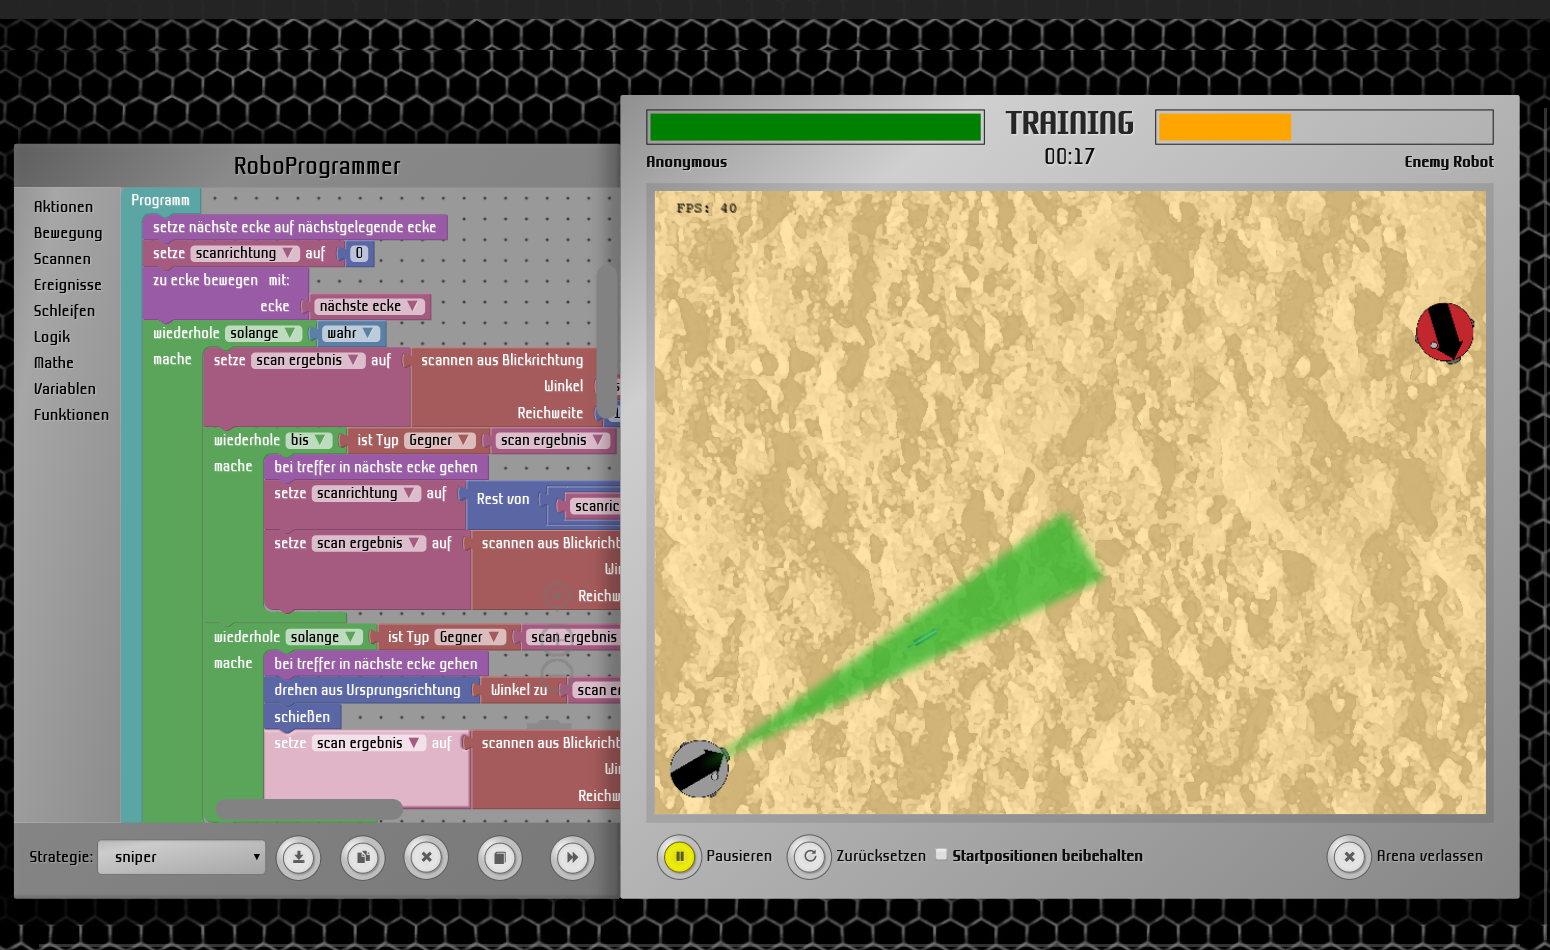 RoboProgrammer
Aktionen
Bewegung
Scannen
Ereignisse
Schleifen
Logik
Mathe
Variablen
Funktionen
Programm
setze nächste ecke auf nächstgelegende ecke
setze scanrichtung ▼ auf 0
zu ecke bewegen mit:
ecke nächste ecke ▼
wiederhole solange ▼ wahr ▼
mache setze scan ergebnis ▼ auf scannen aus Blickrichtung
Winkel
Reichweite
wiederhole bis ▼ ist Typ Gegner ▼ scan ergebnis ▼
mache bei treffer in nächste ecke gehen
setze scanrichtung ▼ auf Rest von scanric
setze scan ergebnis ▼ auf scannen aus Blickricht
Wi
Reichw
wiederhole solange ▼ ist Typ Gegner ▼ scan ergebnis
mache bei treffer in nächste ecke gehen
drehen aus Ursprungsrichtung Winkel zu scan er
schießen
setze scan ergebnis ▼ auf scannen aus Blickricht
Wi
Reichw
Strategie: sniper
TRAINING
00:17
Anonymous
Enemy Robot
FPS: 40
Pausieren
Zurücksetzen
Startpositionen beibehalten
Arena verlassen